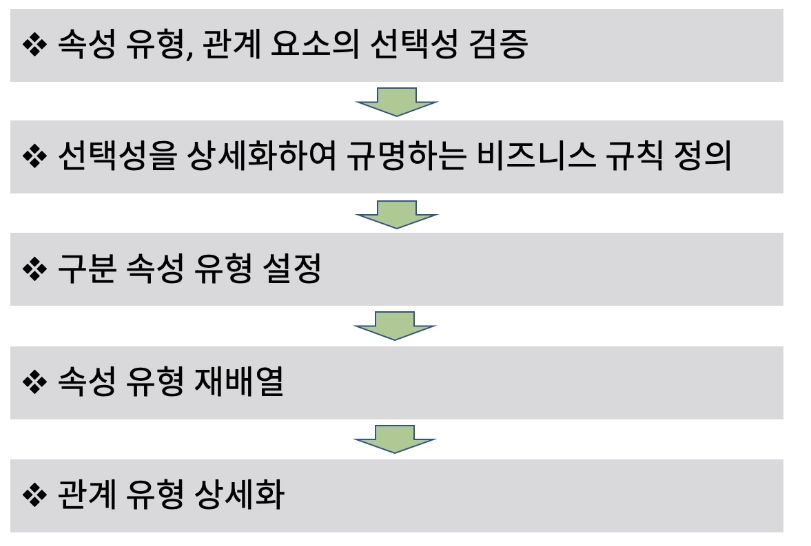 ❖ 속성 유형, 관계 요소의 선택성 검증
❖ 선택성을 상세화하여 규명하는 비즈니스 규칙 정의
❖ 구분 속성 유형 설정
❖ 속성 유형 재배열
❖ 관계 유형 상세화